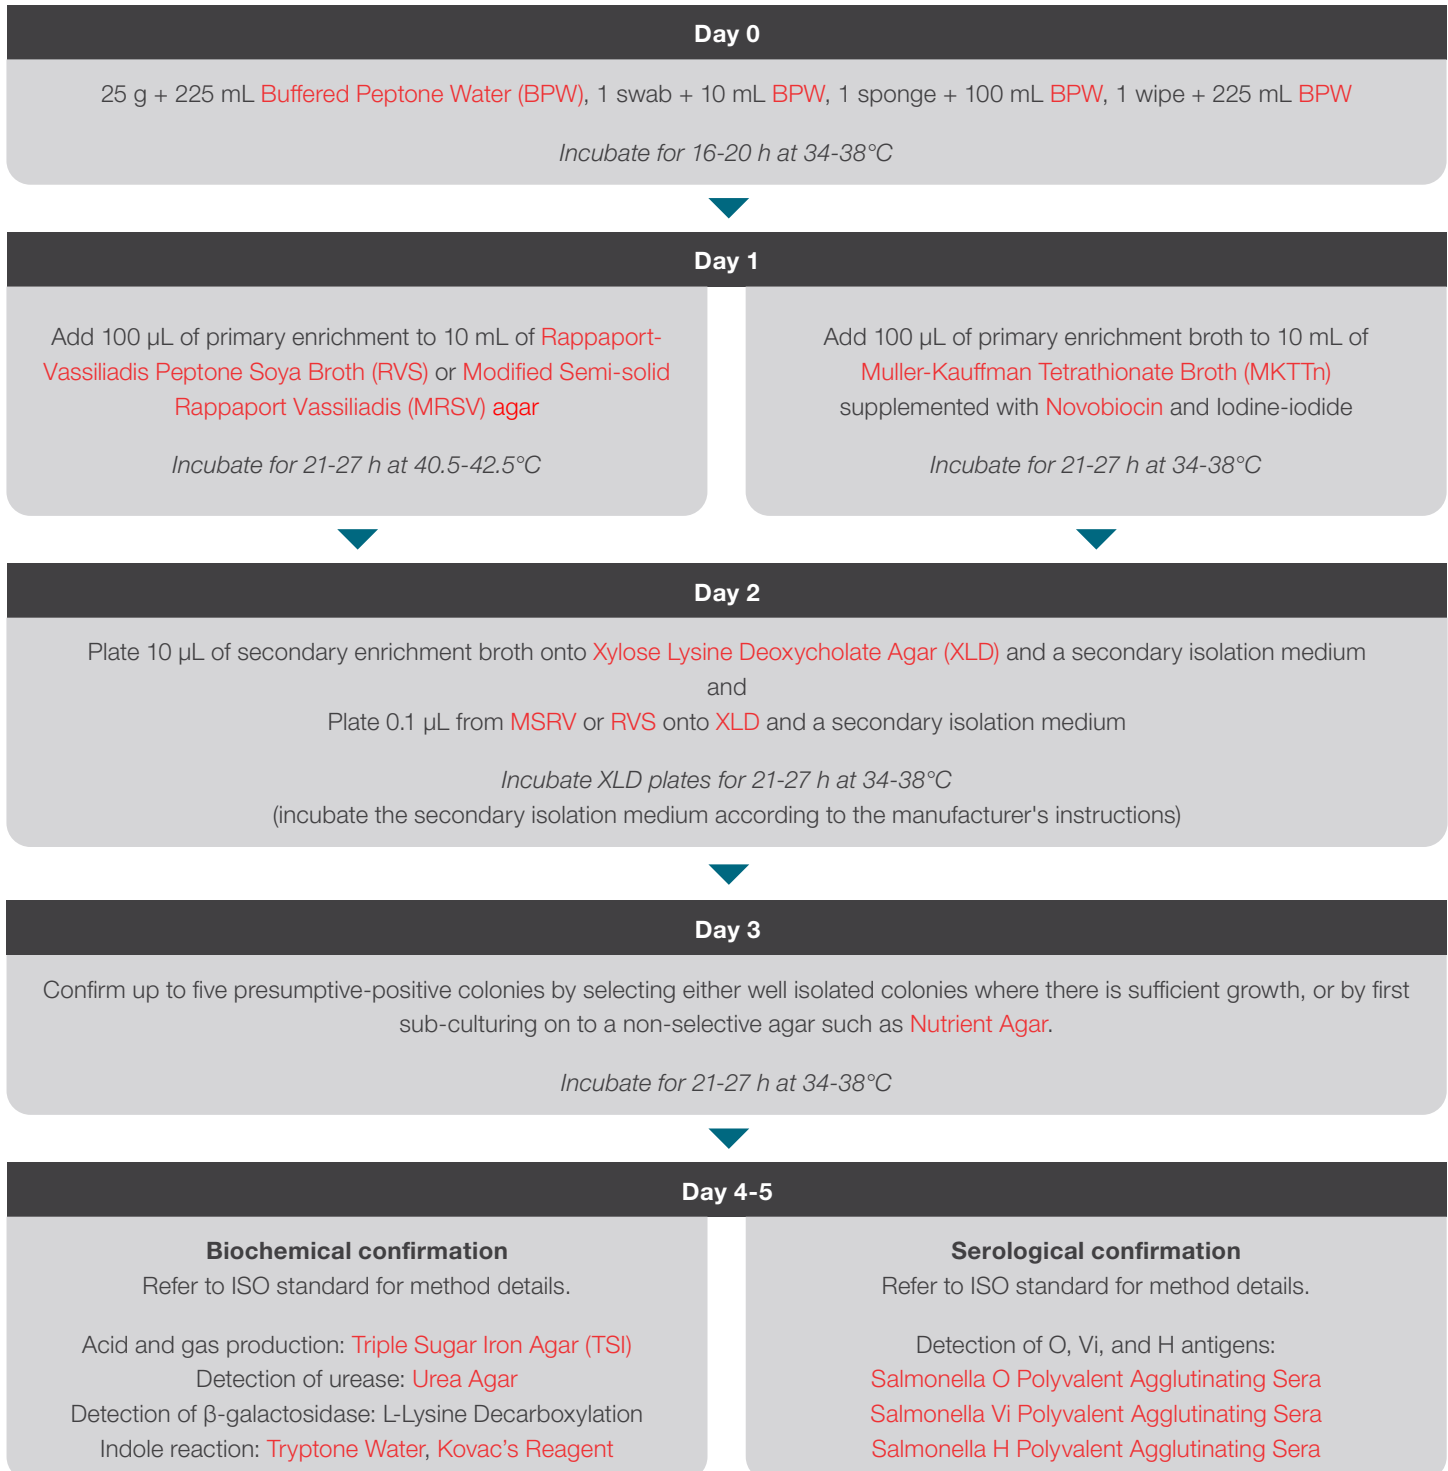 Day 0
25 g + 225 mL Buffered Peptone Water (BPW), 1 swab + 10 mL BPW, 1 sponge + 100 mL BPW, 1 wipe + 225 mL BPW
Incubate for 16-20 h at 34-38°C
Day 1
Add 100 µL of primary enrichment to 10 mL of Rappaport-
Vassiliadis Peptone Soya Broth (RVS) or Modified Semi-solid
Rappaport Vassiliadis (MRSV) agar
Incubate for 21-27 h at 40.5-42.5°C
Add 100 µL of primary enrichment broth to 10 mL of
Muller-Kauffman Tetrathionate Broth (MKTTn)
supplemented with Novobiocin and Iodine-iodide
Incubate for 21-27 h at 34-38°C
Day 2
Plate 10 µL of secondary enrichment broth onto Xylose Lysine Deoxycholate Agar (XLD) and a secondary isolation medium
and
Plate 0.1 µL from MSRV or RVS onto XLD and a secondary isolation medium
Incubate XLD plates for 21-27 h at 34-38°C
(incubate the secondary isolation medium according to the manufacturer's instructions)
Day 3
Confirm up to five presumptive-positive colonies by selecting either well isolated colonies where there is sufficient growth, or by first
sub-culturing on to a non-selective agar such as Nutrient Agar.
Incubate for 21-27 h at 34-38°C
Day 4-5
Biochemical confirmation
Refer to ISO standard for method details.
Acid and gas production: Triple Sugar Iron Agar (TSI)
Detection of urease: Urea Agar
Detection of β-galactosidase: L-Lysine Decarboxylation
Indole reaction: Tryptone Water, Kovac’s Reagent
Serological confirmation
Refer to ISO standard for method details.
Detection of O, Vi, and H antigens:
Salmonella O Polyvalent Agglutinating Sera
Salmonella Vi Polyvalent Agglutinating Sera
Salmonella H Polyvalent Agglutinating Sera